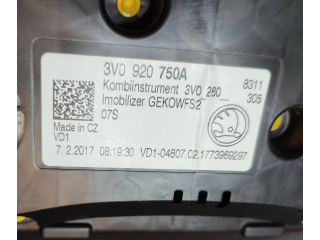 3V0 920 750A
Kombiinstrument 3V0 260_ 8311
Imobilizer GEKOWFS2 305
07S
Made in CZ
VD1
7. 2.2017 08:19:30 VD1-04807.02.1773969297